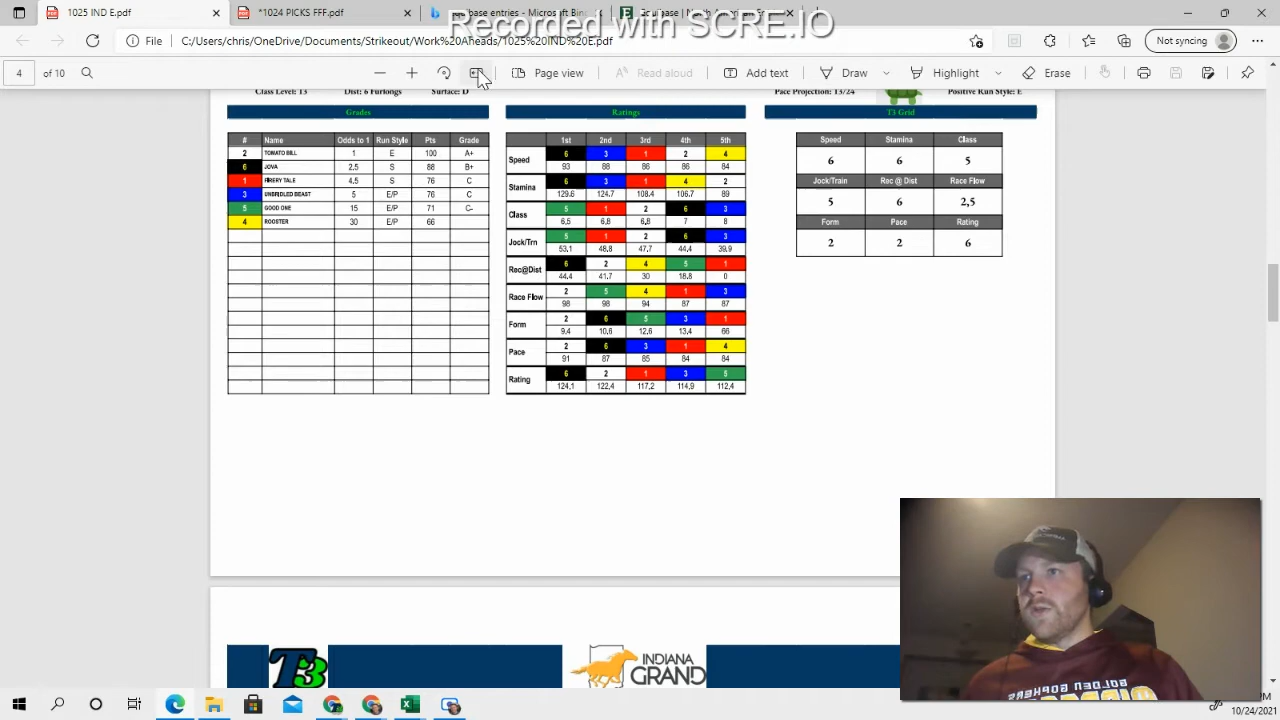 *1025 IND E.pdf
*1024 PICKS FFF.pdf
Recorded with SCRE.IO
File C:/Users/chris/OneDrive/Documents/Strikeout/Work%20Aheads/1025%20IND%20E.pdf
Not syncing
4 of 10
Page view
Read aloud
Add text
Draw
Highlight
Erase
Class Level: 13 Dist: 6 Furlongs Surface: D
Pace Projection: 13/24 Positive Run Style: E
Grades
# Name Odds to 1 Run Style Pts Grade
2 TOMATO BILL 1 E 100 A+
6 JOVA 2.5 S 88 B+
1 FIRERY TALE 4.5 S 76 C
3 UNBRIDLED BEAST 5 E/P 76 C
5 GOOD ONE 15 E/P 71 C-
4 ROOSTER 30 E/P 66
Ratings
1st 2nd 3rd 4th 5th
Speed 6 3 1 2 4
93 88 86 86 84
Stamina 6 3 1 4 2
129.6 124.7 108.4 106.7 89
Class 5 1 2 6 3
6.5 6.8 6.8 7 8
Jock/Trn 5 1 2 6 3
53.1 48.8 47.7 44.4 39.9
Rec@Dist 6 2 4 5 1
44.4 41.7 30 18.8 0
Race Flow 2 5 4 1 3
98 98 94 87 87
Form 2 6 5 3 1
9.4 10.6 12.6 13.4 66
Pace 2 6 3 1 4
91 87 85 84 84
Rating 6 2 1 3 5
124.1 122.4 117.2 114.9 112.4
T3 Grid
Speed Stamina Class
6 6 5
Jock/Train Rec @ Dist Race Flow
5 6 2,5
Form Pace Rating
2 2 6
T3
INDIANA
GRAND
GOLDEN GOPHERS
10/24/2021